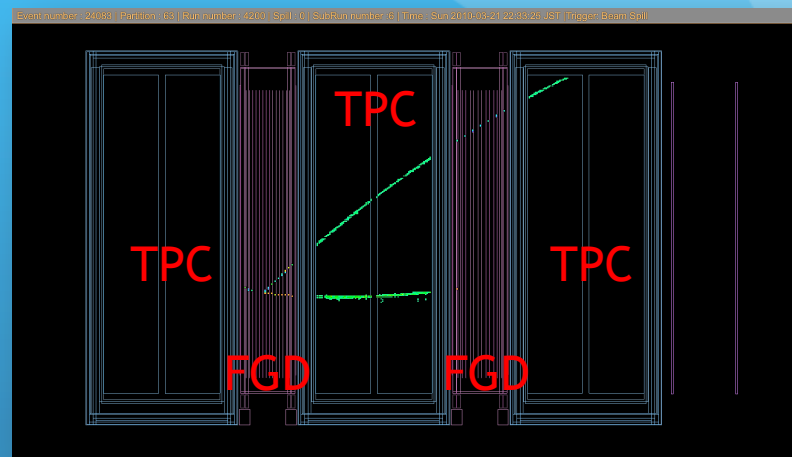 Event number : 24083 | Partition : 63 | Run number : 4200 | Spill : 0 | SubRun number : 6 | Time : Sun 2010-03-21 22:33:25 JST | Trigger: Beam Spill
TPC
TPC
TPC
FGD
FGD